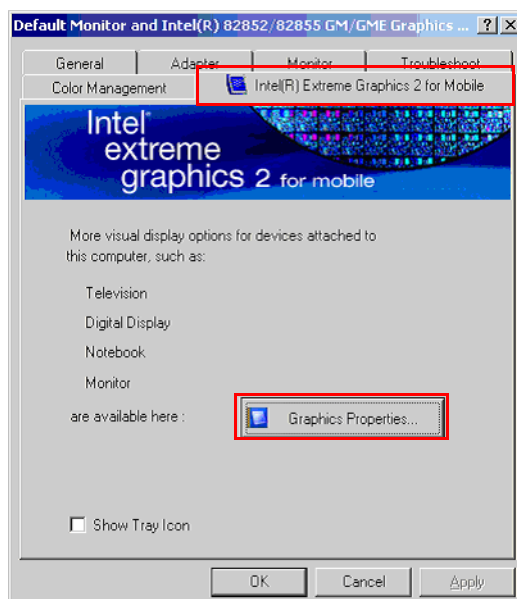 Default Monitor and Intel(R) 82852/82855 GM/GME Graphics ... ? X
General Adapter Monitor Troubleshoot
Color Management Intel(R) Extreme Graphics 2 for Mobile
Intel®
extreme
graphics 2 for mobile
More visual display options for devices attached to
this computer, such as:
Television
Digital Display
Notebook
Monitor
are available here : Graphics Properties...
Show Tray Icon
OK Cancel Apply